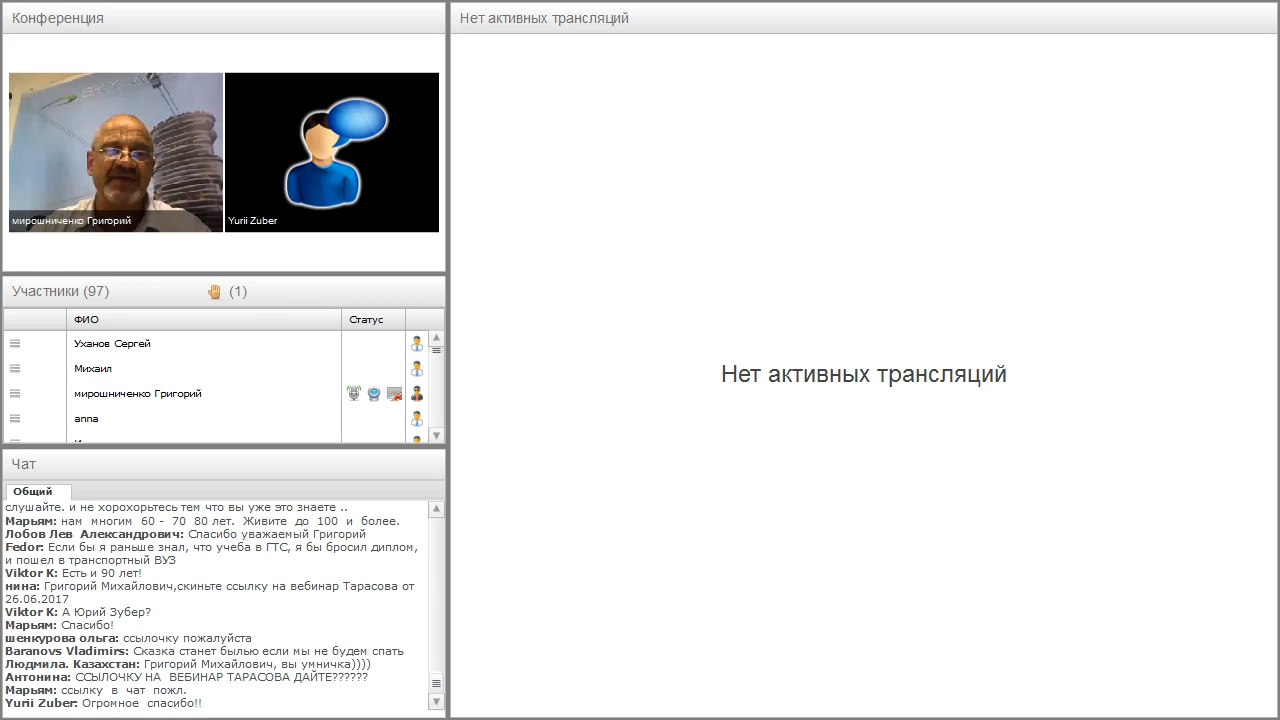 Конференция
SKY
мирошниченко Григорий
Yurii Zuber
Участники (97)
(1)
ФИО
Статус
Уханов Сергей
Михаил
мирошниченко Григорий
anna
Чат
Общий
слушайте. и не хорохорьтесь тем что вы уже это знаете ..
Марьям: нам многим 60 - 70 80 лет. Живите до 100 и более.
Лобов Лев Александрович: Спасибо уважаемый Григорий
Fedor: Если бы я раньше знал, что учеба в ГТС, я бы бросил диплом,
и пошел в транспортный ВУЗ
Viktor K: Есть и 90 лет!
нина: Григорий Михайлович,скиньте ссылку на вебинар Тарасова от
26.06.2017
Viktor K: А Юрий Зубер?
Марьям: Спасибо!
шенкурова ольга: ссылочку пожалуйста
Baranovs Vladimirs: Сказка станет былью если мы не будем спать
Людмила. Казахстан: Григорий Михайлович, вы умничка))))
Антонина: ССЫЛОЧКУ НА ВЕБИНАР ТАРАСОВА ДАЙТЕ??????
Марьям: ссылку в чат пожл.
Yurii Zuber: Огромное спасибо!!
Нет активных трансляций
Нет активных трансляций